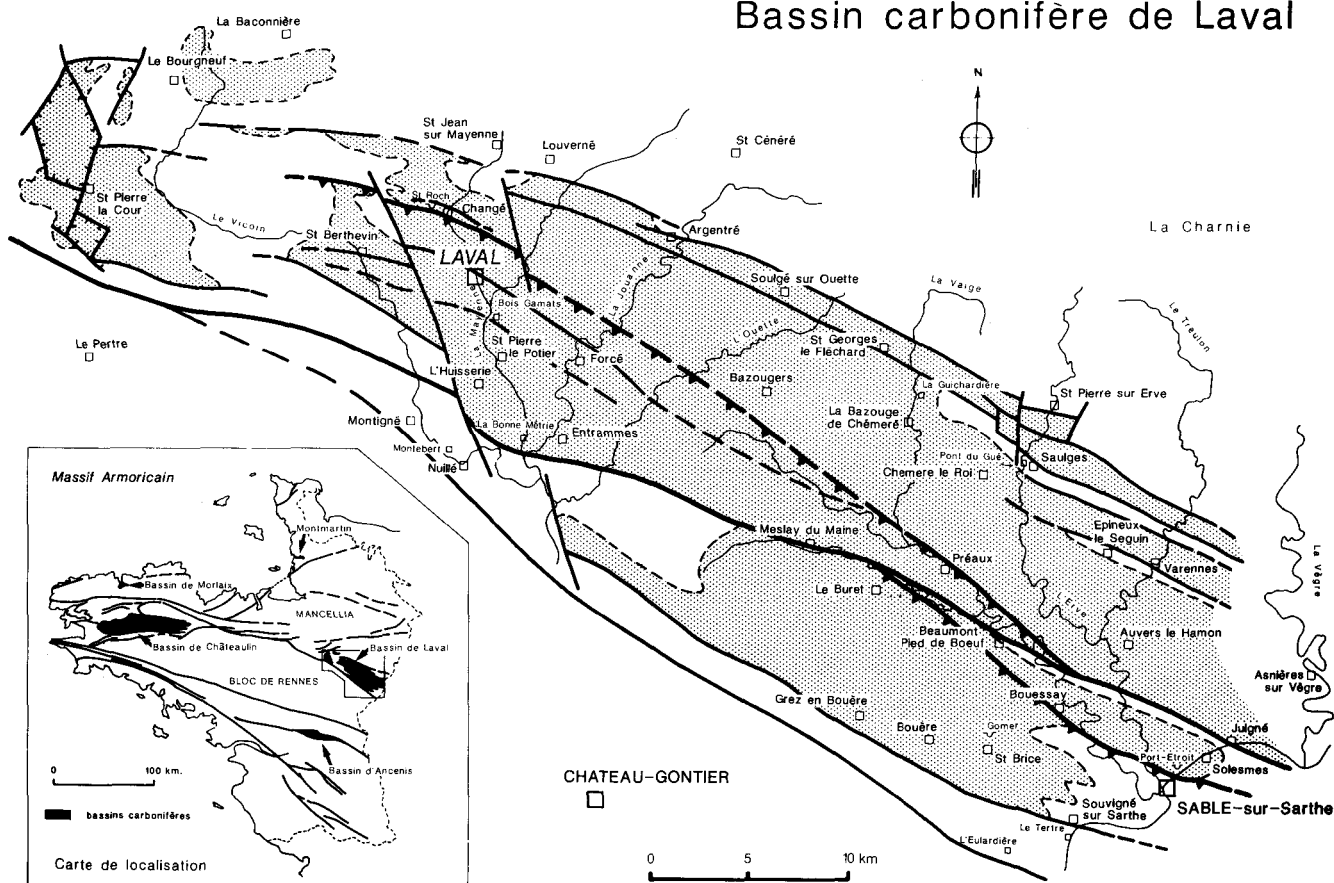 Bassin carbonifère de Laval
La Baconnière
Le Bourgneuf
N
St Jean
sur Mayenne
Louverné
St Cénéré
St Pierre
la Cour
St Roch
Changé
Le Vicoin
La Charnie
Argentré
St Berthevin
LAVAL
La Jouanne
Soulgé sur Ouette
La Vaige
Le Treulon
Bois Gamats
La Mayenne
L'Ouette
Le Pertre
St Pierre
le Potier
Forcé
St Georges
le Fléchard
L'Huisserie
Bazougers
La Guichardière
St Pierre sur Erve
Montigné
La Bonne Métrie
Entrammes
La Bazouge
de Chémeré
Montebert
Nuillé
Pont du Gué
Saulges
Chemere le Roi
Meslay du Maine
Epineux
le Seguin
La Vègre
Préaux
Varennes
Le Buret
L'Erve
Beaumont
Pied de Boeuf
Auvers le Hamon
Asnières
sur Vègre
Bouessay
Grez en Bouère
Bouère
Gomer
Juigné
St Brice
Port-Etroit
Solesmes
CHATEAU-GONTIER
SABLE-sur-Sarthe
Souvigné
sur Sarthe
Le Tertre
L'Eulardière
0 5 10 km
Massif Armoricain
Montmartin
Bassin de Morlaix
MANCELLIA
Bassin de Châteaulin
Bassin de Laval
BLOC DE RENNES
Bassin d'Ancenis
0 100 km.
bassins carbonifères
Carte de localisation